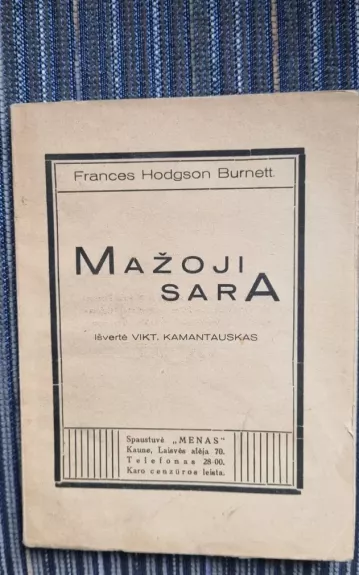 Frances Hodgson Burnett
MAŽOJI
SARA
Išvertė VIKT. KAMANTAUSKAS
Spaustuvė „MENAS"
Kaune, Laisvės alėja 70.
Telefonas 28-00.
Karo cenzūros leista.